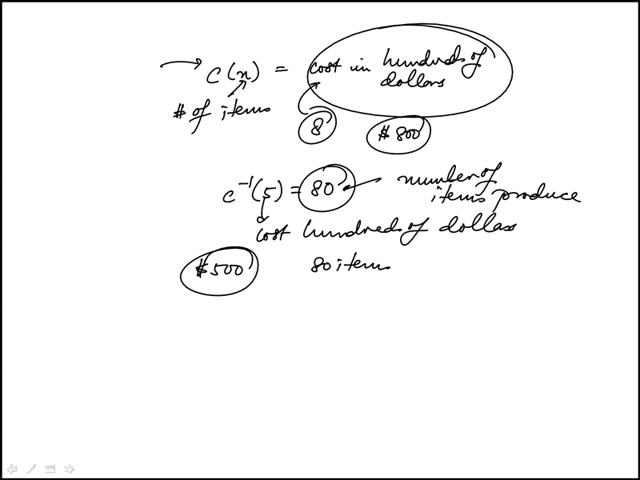 C(n) = cost in hundreds of
dollars
# of items
8 $800
C⁻¹(5) = 80 number of
items produce
cost hundreds of dollars
$500 80 items